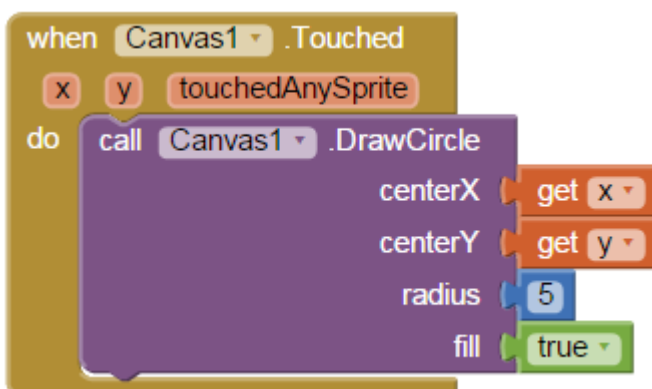 when Canvas1 .Touched
x y touchedAnySprite
do call Canvas1 .DrawCircle
centerX get x
centerY get y
radius 5
fill true